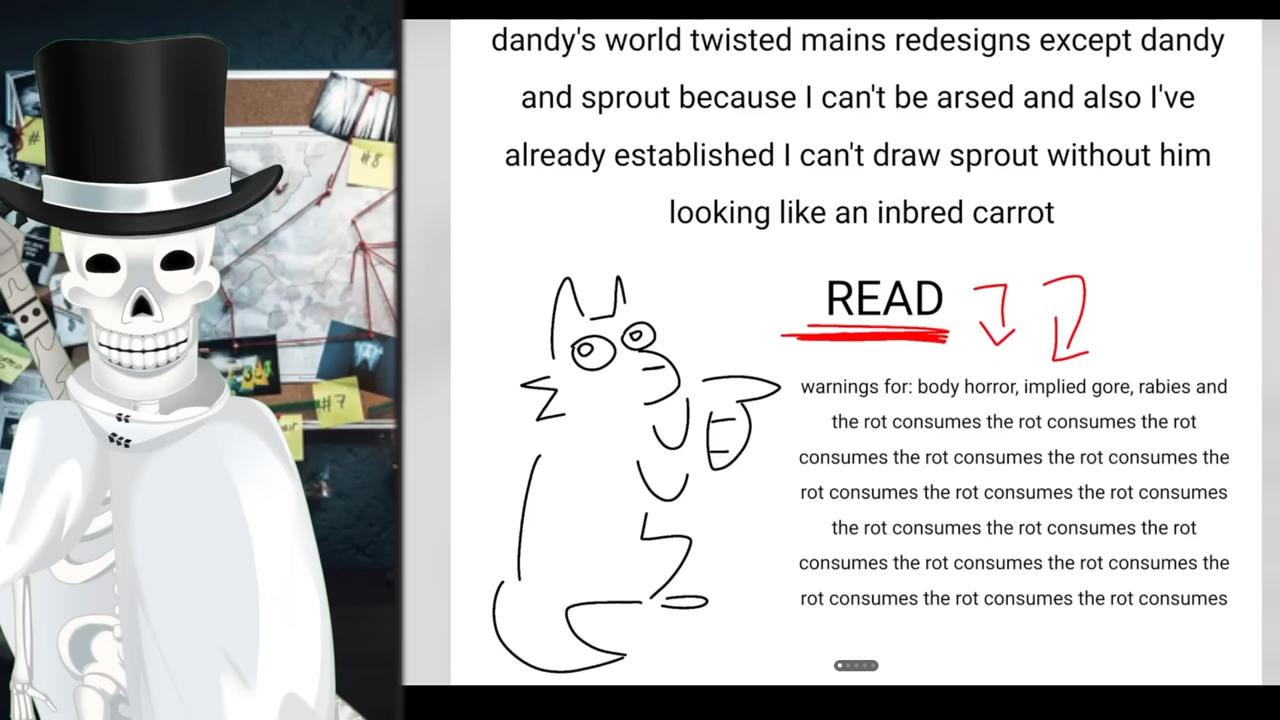 dandy's world twisted mains redesigns except dandy
and sprout because I can't be arsed and also I've
already established I can't draw sprout without him
looking like an inbred carrot
READ
warnings for: body horror, implied gore, rabies and
the rot consumes the rot consumes the rot
consumes the rot consumes the rot consumes the
rot consumes the rot consumes the rot consumes
the rot consumes the rot consumes the rot
consumes the rot consumes the rot consumes the
rot consumes the rot consumes the rot consumes
#8
#7